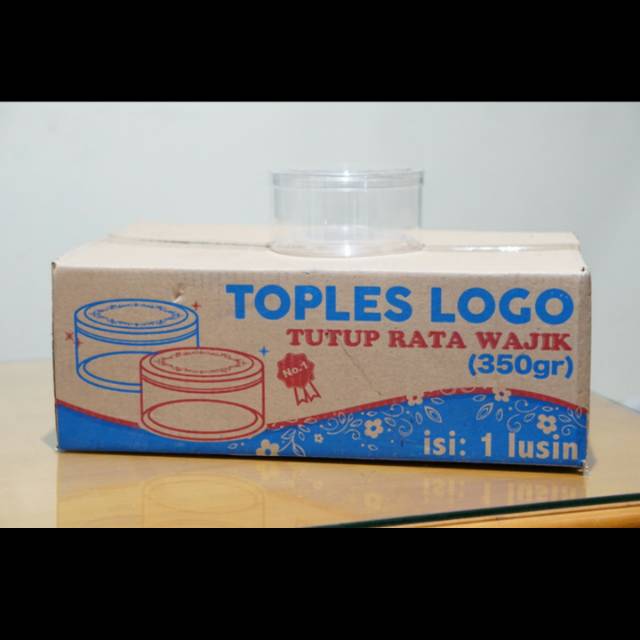 TOPLES LOGO
TUTUP RATA WAJIK
(350gr)
No.1
isi: 1 lusin